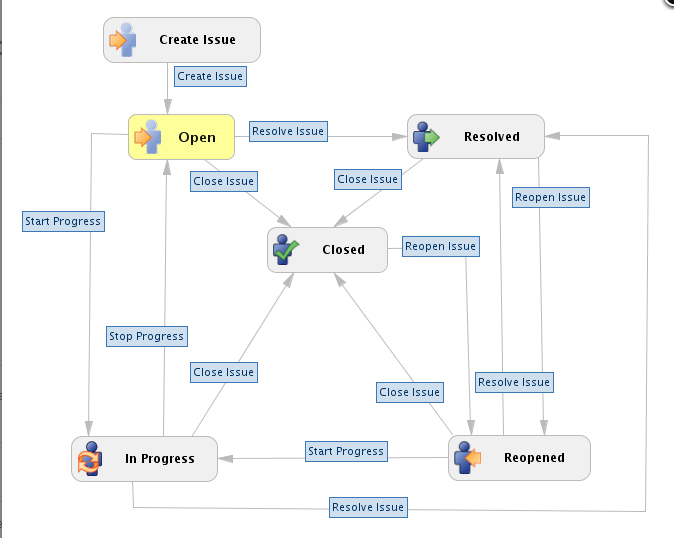 Create Issue
Create Issue
Open
Resolve Issue
Resolved
Close Issue
Close Issue
Reopen Issue
Start Progress
Closed
Reopen Issue
Stop Progress
Close Issue
Close Issue
Resolve Issue
In Progress
Start Progress
Reopened
Resolve Issue